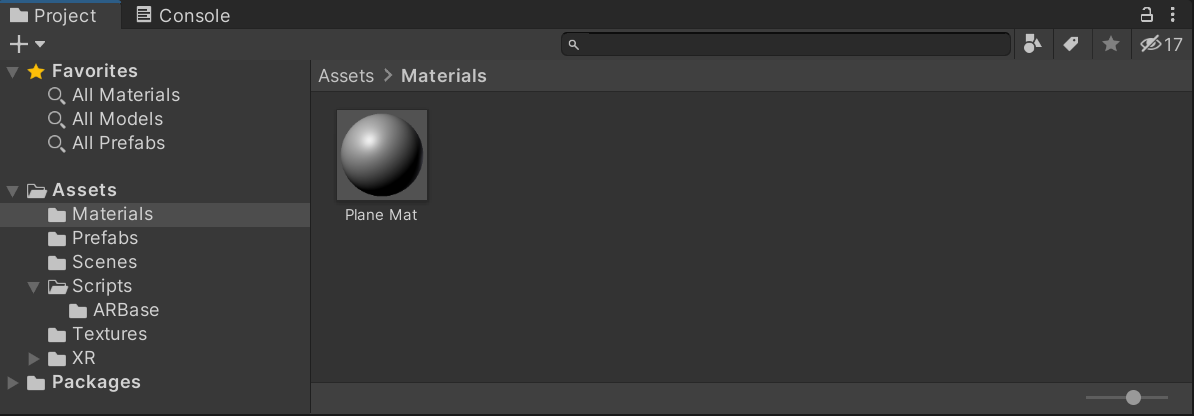 Project
Console
17
Favorites
All Materials
All Models
All Prefabs
Assets
Materials
Prefabs
Scenes
Scripts
ARBase
Textures
XR
Packages
Assets > Materials
Plane Mat